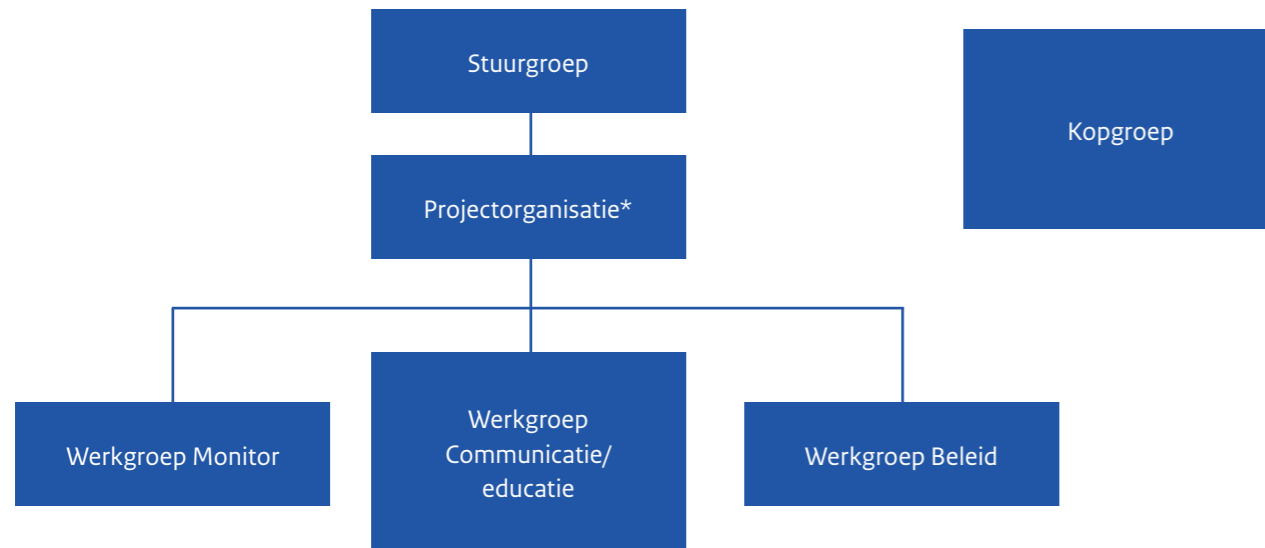 Stuurgroep
Kopgroep
Projectorganisatie*
Werkgroep Monitor
Werkgroep
Communicatie/
educatie
Werkgroep Beleid